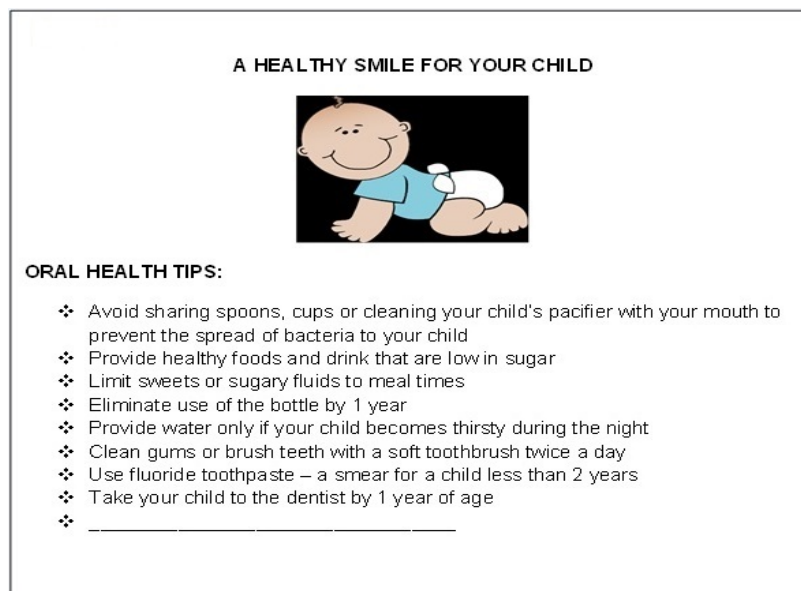 A HEALTHY SMILE FOR YOUR CHILD
ORAL HEALTH TIPS:
❖ Avoid sharing spoons, cups or cleaning your child's pacifier with your mouth to
prevent the spread of bacteria to your child
❖ Provide healthy foods and drink that are low in sugar
❖ Limit sweets or sugary fluids to meal times
❖ Eliminate use of the bottle by 1 year
❖ Provide water only if your child becomes thirsty during the night
❖ Clean gums or brush teeth with a soft toothbrush twice a day
❖ Use fluoride toothpaste – a smear for a child less than 2 years
❖ Take your child to the dentist by 1 year of age
❖ _________________________________